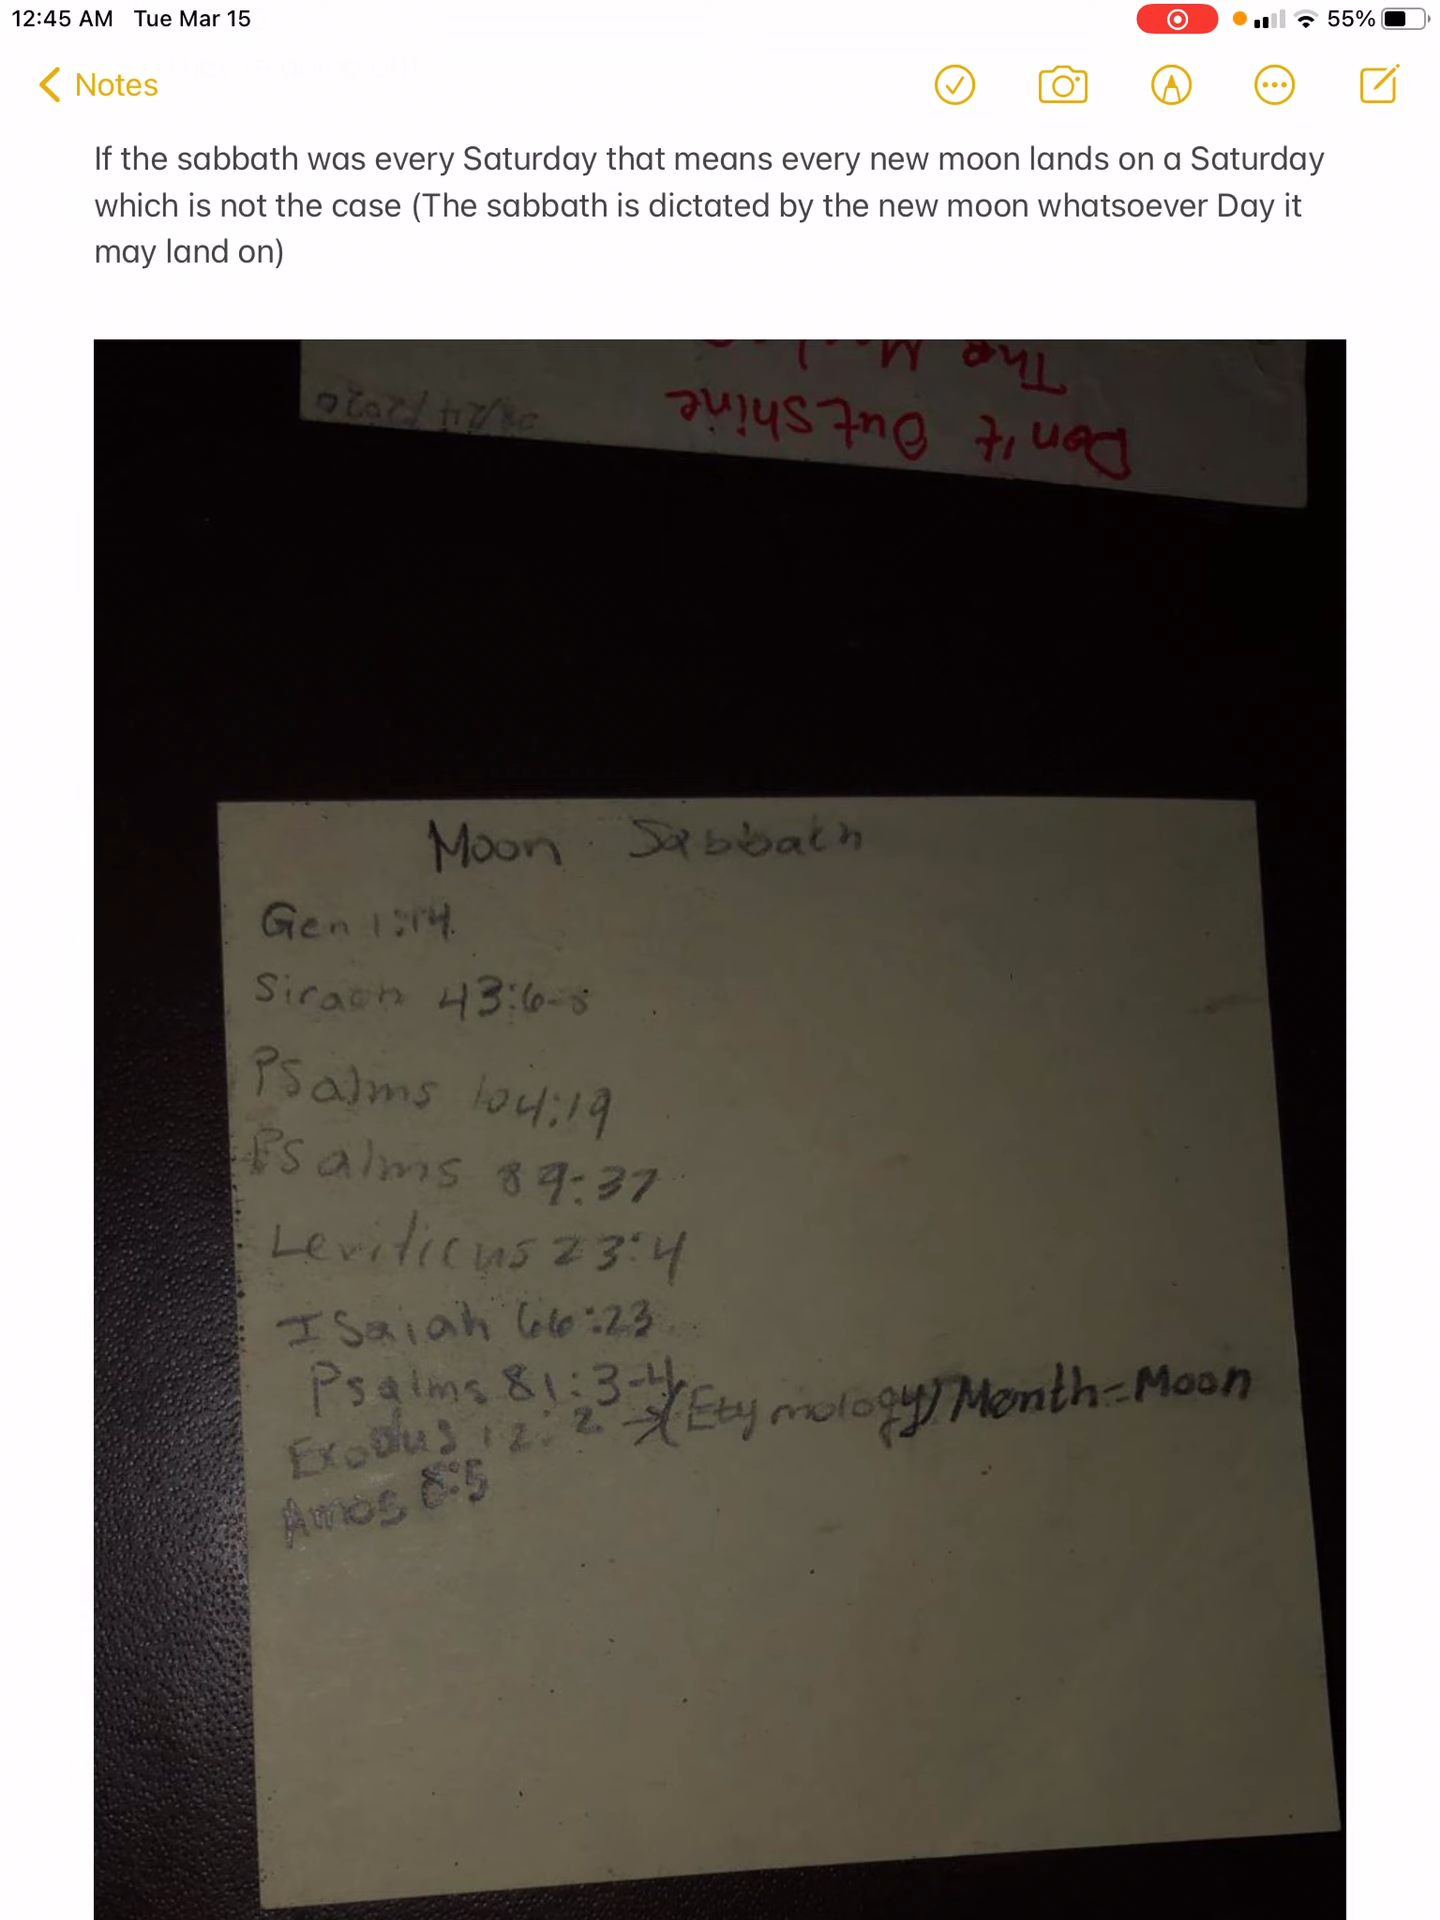 12:45 AM Tue Mar 15
55%
Notes
If the sabbath was every Saturday that means every new moon lands on a Saturday
which is not the case (The sabbath is dictated by the new moon whatsoever Day it
may land on)
The
Don't Outshine
/24/2020
Moon Sabbath
Gen 1:14
Sirach 43:6-8
Psalms 104:19
Psalms 89:37
Leviticus 23:4
Isaiah 66:23
Psalms 81:3-4
Exodus 12:2 → (Etymology) Month=Moon
Amos 8:5